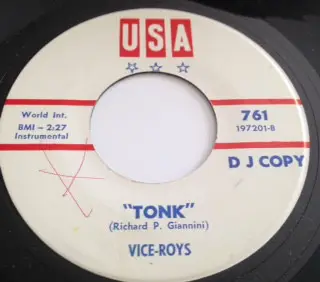 USA
World Int.
BMI - 2:27
Instrumental
761
197201-B
D J COPY
"TONK"
(Richard P. Giannini)
VICE-ROYS